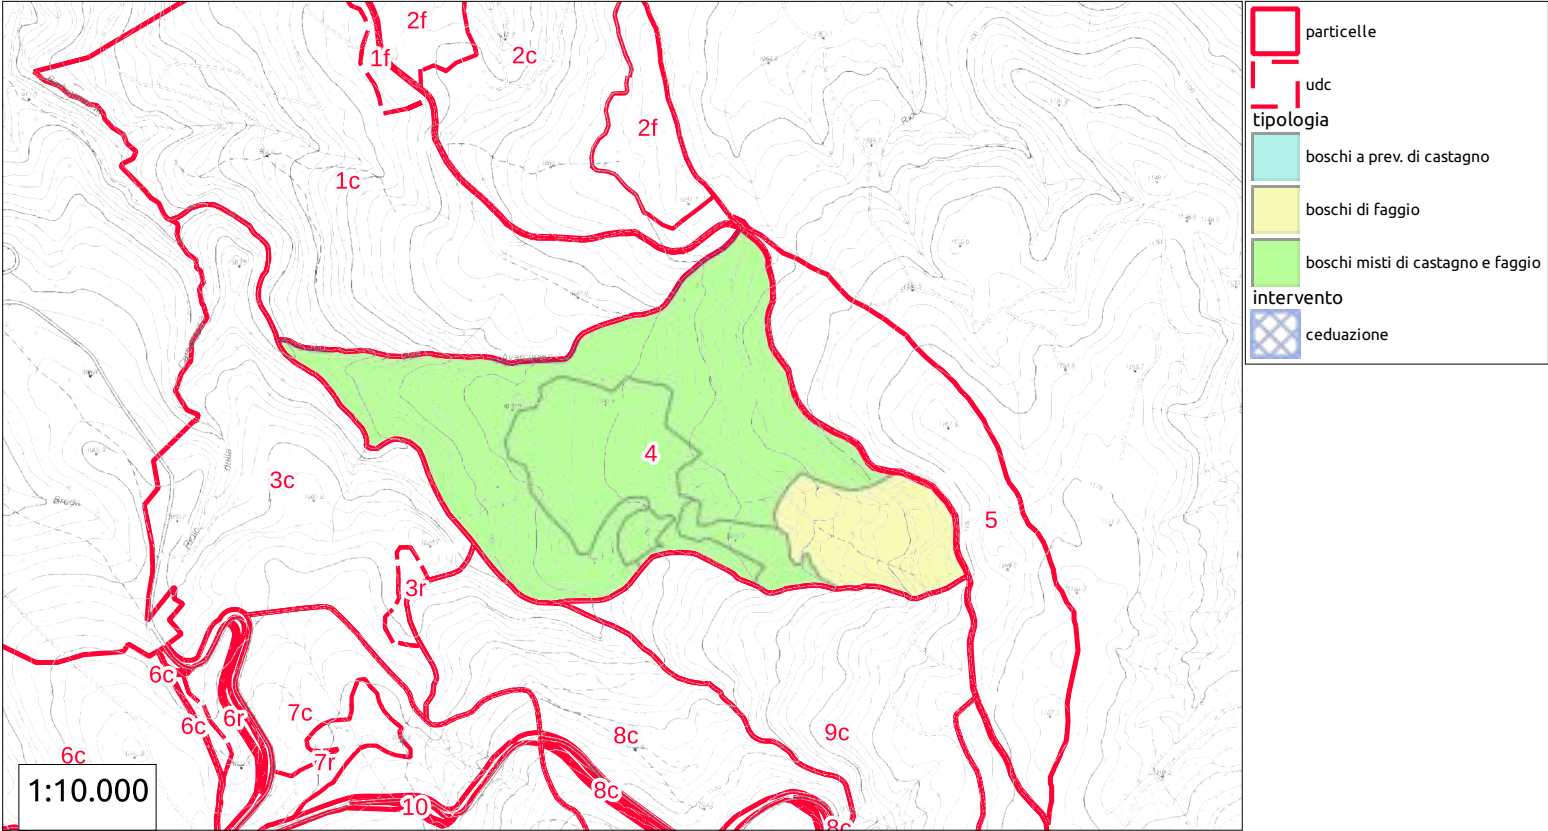 2f
1f
2c
2f
1c
4
3c
5
3r
6c
7c
6r
6c
8c
9c
6c
7r
8c
10
8c
1:10.000
particelle
udc
tipologia
boschi a prev. di castagno
boschi di faggio
boschi misti di castagno e faggio
intervento
ceduazione